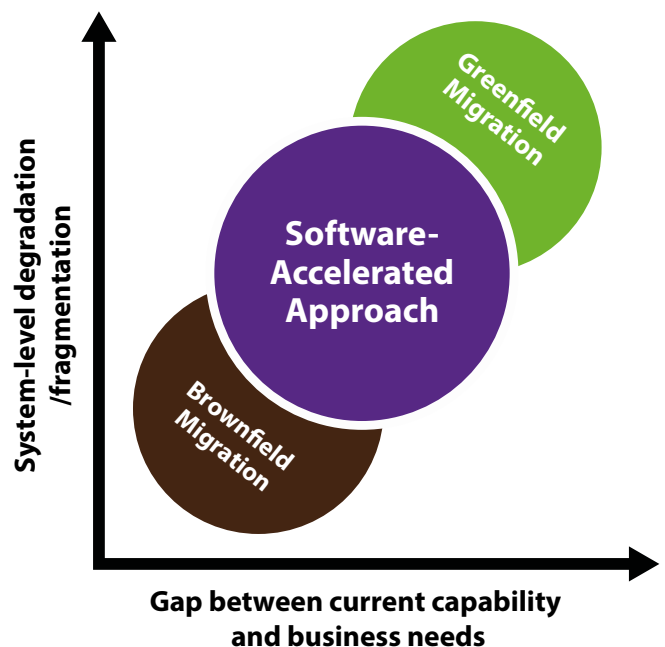 Greenfield
Migration
Software-
Accelerated
Approach
Brownfield
Migration
System-level degradation
/fragmentation
Gap between current capability
and business needs